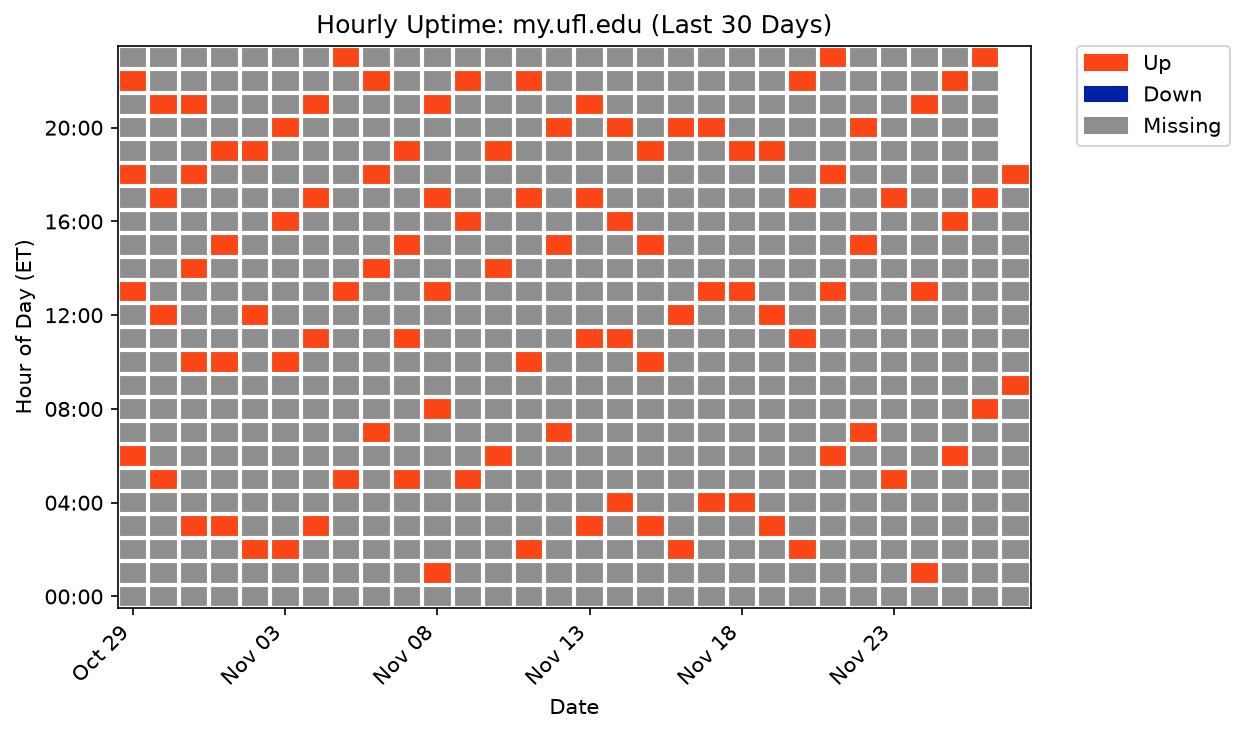 Hourly Uptime: my.ufl.edu (Last 30 Days)
Up
Down
Missing
Hour of Day (ET)
20:00
16:00
12:00
08:00
04:00
00:00
Oct 29
Nov 03
Nov 08
Nov 13
Nov 18
Nov 23
Date